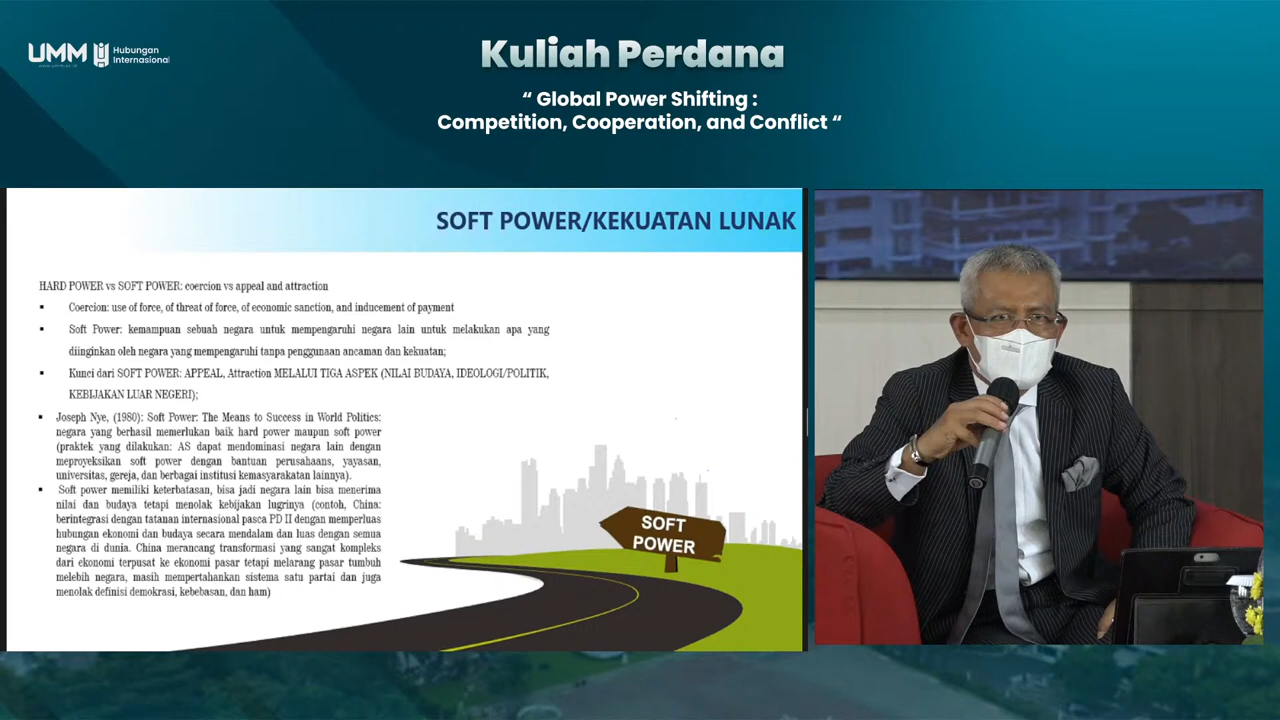 UMM
Hubungan
Internasional
Kuliah Perdana
“ Global Power Shifting :
Competition, Cooperation, and Conflict “
SOFT POWER/KEKUATAN LUNAK
HARD POWER vs SOFT POWER: coercion vs appeal and attraction
▪ Coercion: use of force, of threat of force, of economic sanction, and inducement of payment
▪ Soft Power: kemampuan sebuah negara untuk mempengaruhi negara lain untuk melakukan apa yang
diinginkan oleh negara yang mempengaruhi tanpa penggunaan ancaman dan kekuatan;
▪ Kunci dari SOFT POWER: APPEAL, Attraction MELALUI TIGA ASPEK (NILAI BUDAYA, IDEOLOGI/POLITIK,
KEBIJAKAN LUAR NEGERI);
▪ Joseph Nye, (1980): Soft Power: The Means to Success in World Politics:
negara yang berhasil memerlukan baik hard power maupun soft power
(praktek yang dilakukan: AS dapat mendominasi negara lain dengan
meproyeksikan soft power dengan bantuan perusahaans, yayasan,
universitas, gereja, dan berbagai institusi kemasyarakatan lainnya).
▪ Soft power memiliki keterbatasan, bisa jadi negara lain bisa menerima
nilai dan budaya tetapi menolak kebijakan lugrinya (contoh, China:
berintegrasi dengan tatanan internasional pasca PD II dengan memperluas
hubungan ekonomi dan budaya secara mendalam dan luas dengan semua
negara di dunia. China merancang transformasi yang sangat kompleks
dari ekonomi terpusat ke ekonomi pasar tetapi melarang pasar tumbuh
melebih negara, masih mempertahankan sistem satu partai dan juga
menolak definisi demokrasi, kebebasan, dan ham)
SOFT
POWER